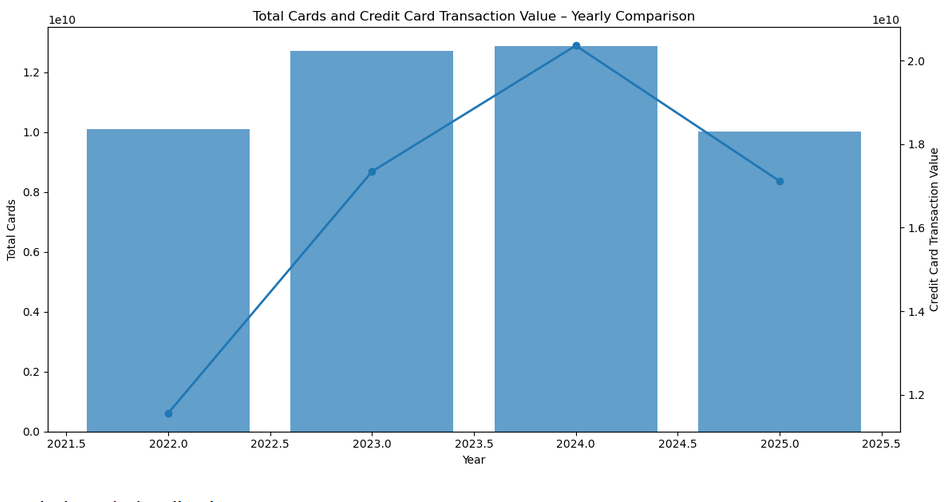 Total Cards and Credit Card Transaction Value – Yearly Comparison
1e10
1e10
1.2
1.0
0.8
0.6
0.4
0.2
0.0
Total Cards
2.0
1.8
1.6
1.4
1.2
Credit Card Transaction Value
2021.5 2022.0 2022.5 2023.0 2023.5 2024.0 2024.5 2025.0 2025.5
Year